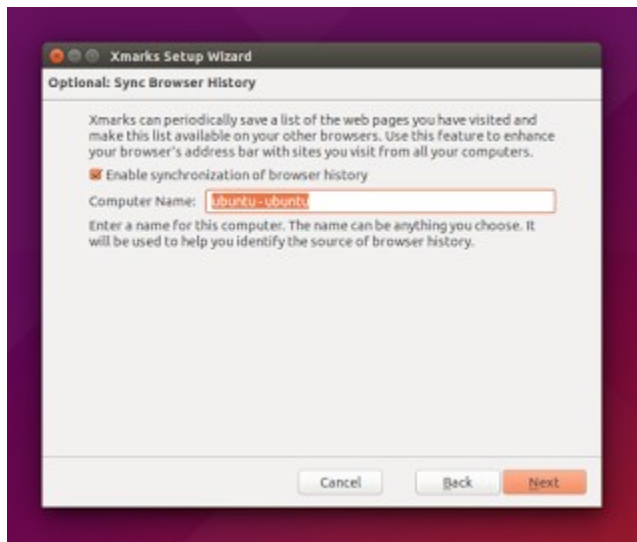 Xmarks Setup Wizard
Optional: Sync Browser History
Xmarks can periodically save a list of the web pages you have visited and
make this list available on your other browsers. Use this feature to enhance
your browser's address bar with sites you visit from all your computers.
Enable synchronization of browser history
Computer Name: ubuntu-ubuntu
Enter a name for this computer. The name can be anything you choose. It
will be used to help you identify the source of browser history.
Cancel Back Next